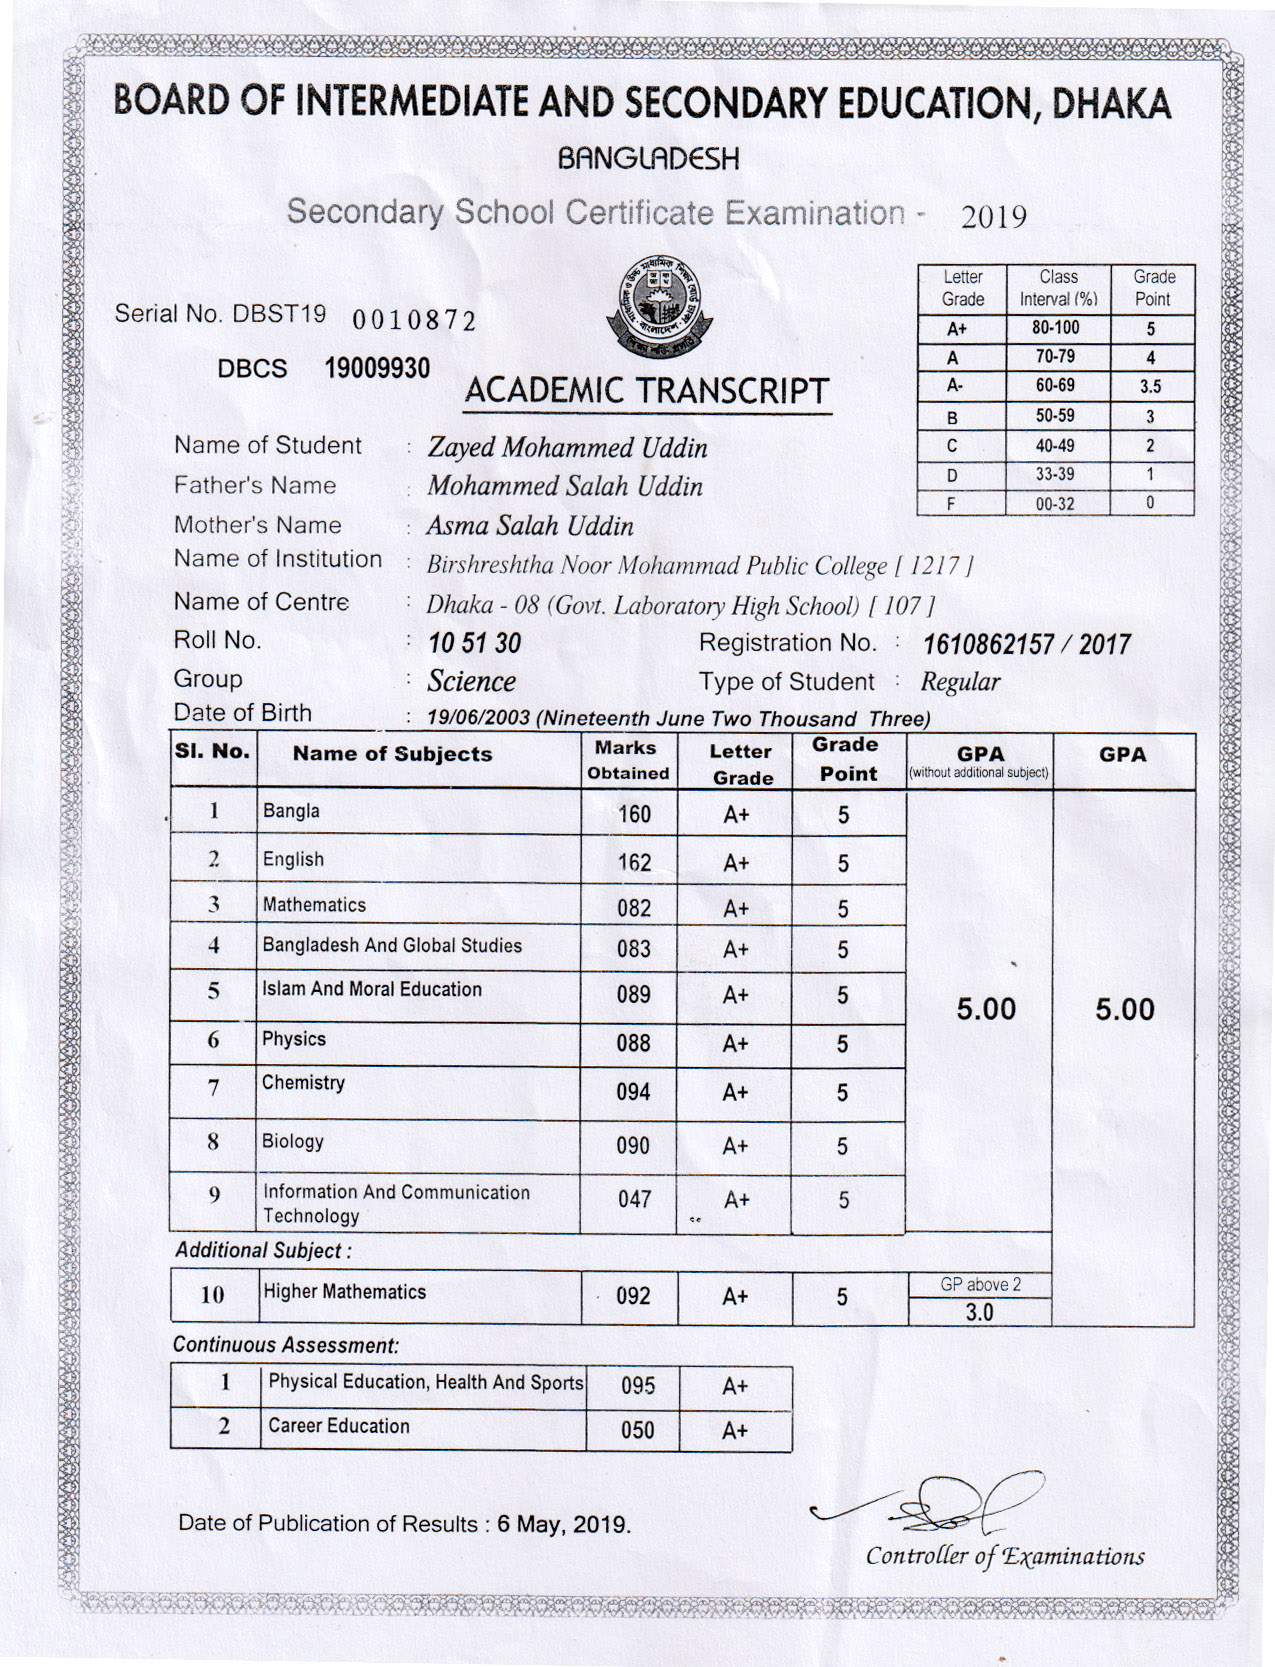 BOARD OF INTERMEDIATE AND SECONDARY EDUCATION, DHAKA
BANGLADESH
Secondary School Certificate Examination - 2019
Serial No. DBST19 0010872
DBCS 19009930
ACADEMIC TRANSCRIPT
Letter Grade Class Interval (%) Grade Point
A+ 80-100 5
A 70-79 4
A- 60-69 3.5
B 50-59 3
C 40-49 2
D 33-39 1
F 00-32 0
Name of Student : Zayed Mohammed Uddin
Father's Name : Mohammed Salah Uddin
Mother's Name : Asma Salah Uddin
Name of Institution : Birshreshtha Noor Mohammad Public College [ 1217 ]
Name of Centre : Dhaka - 08 (Govt. Laboratory High School) [ 107 ]
Roll No. : 10 51 30 Registration No. : 1610862157 / 2017
Group : Science Type of Student : Regular
Date of Birth : 19/06/2003 (Nineteenth June Two Thousand Three)
Sl. No. Name of Subjects Marks Obtained Letter Grade Grade Point GPA (without additional subject) GPA
1 Bangla 160 A+ 5
2 English 162 A+ 5
3 Mathematics 082 A+ 5
4 Bangladesh And Global Studies 083 A+ 5
5 Islam And Moral Education 089 A+ 5
5.00 5.00
6 Physics 088 A+ 5
7 Chemistry 094 A+ 5
8 Biology 090 A+ 5
9 Information And Communication Technology 047 A+ 5
Additional Subject :
10 Higher Mathematics 092 A+ 5 GP above 2
3.0
Continuous Assessment:
1 Physical Education, Health And Sports 095 A+
2 Career Education 050 A+
Date of Publication of Results : 6 May, 2019.
Controller of Examinations